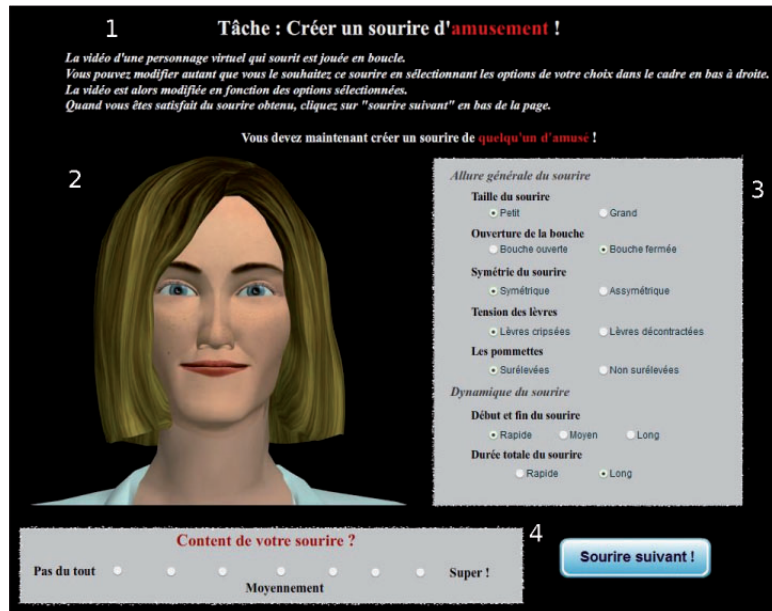 1
Tâche : Créer un sourire d'amusement !
La vidéo d'une personnage virtuel qui sourit est jouée en boucle.
Vous pouvez modifier autant que vous le souhaitez ce sourire en sélectionnant les options de votre choix dans le cadre en bas à droite.
La vidéo est alors modifiée en fonction des options sélectionnées.
Quand vous êtes satisfait du sourire obtenu, cliquez sur "sourire suivant" en bas de la page.
Vous devez maintenant créer un sourire de quelqu'un d'amusé !
2
3
Allure générale du sourire
Taille du sourire
Petit Grand
Ouverture de la bouche
Bouche ouverte Bouche fermée
Symétrie du sourire
Symétrique Assymétrique
Tension des lèvres
Lèvres cripsées Lèvres décontractées
Les pommettes
Surélevées Non surélevées
Dynamique du sourire
Début et fin du sourire
Rapide Moyen Long
Durée totale du sourire
Rapide Long
4
Content de votre sourire ?
Pas du tout Super !
Moyennement
Sourire suivant !